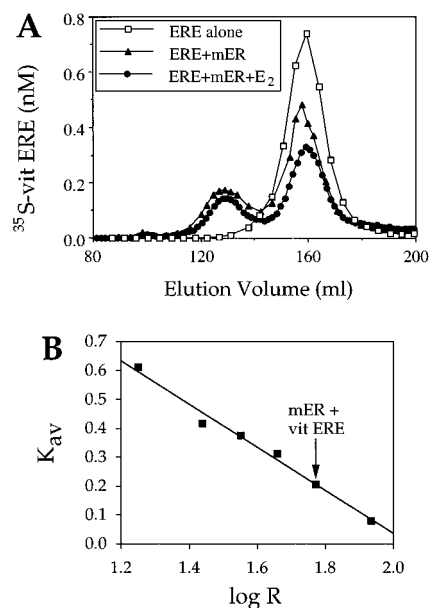 A
ERE alone
ERE+mER
ERE+mER+E₂
³⁵S-vit ERE (nM)
0.8
0.6
0.4
0.2
0.0
80 120 160 200
Elution Volume (ml)
B
Kav
0.7
0.6
0.5
0.4
0.3
0.2
0.1
0.0
mER +
vit ERE
1.2 1.4 1.6 1.8 2.0
log R